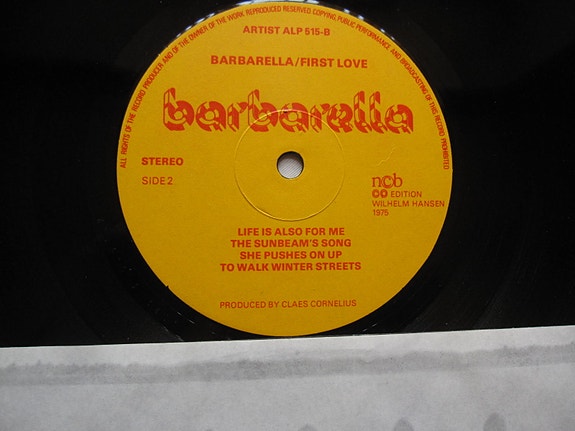 ALL RIGHTS OF THE RECORD PRODUCER AND OF THE OWNER OF THE WORK REPRODUCED RESERVED COPYING PUBLIC PERFORMANCE AND BROADCASTING OF THIS RECORD PROHIBITED
ARTIST ALP 515-B
BARBARELLA/FIRST LOVE
barbarella
STEREO
SIDE 2
ncb
EDITION
WILHELM HANSEN
1975
LIFE IS ALSO FOR ME
THE SUNBEAM'S SONG
SHE PUSHES ON UP
TO WALK WINTER STREETS
PRODUCED BY CLAES CORNELIUS